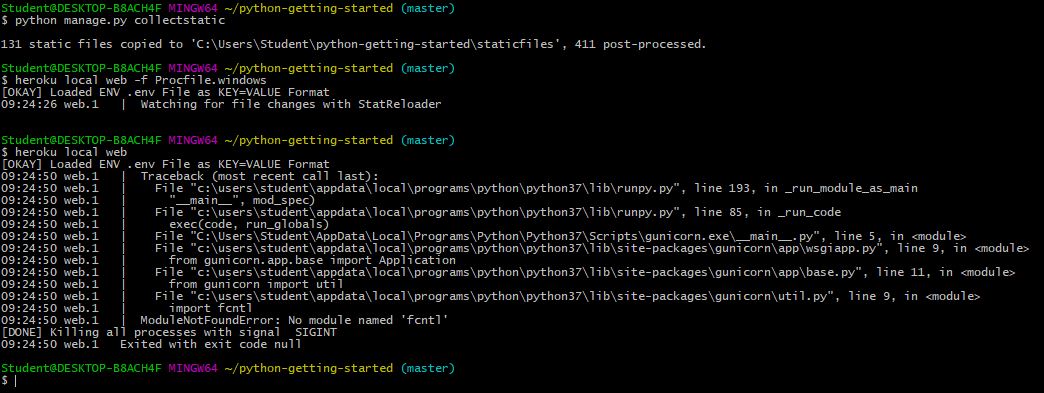 Student@DESKTOP-B8ACH4F MINGW64 ~/python-getting-started (master)
$ python manage.py collectstatic
131 static files copied to 'C:\Users\Student\python-getting-started\staticfiles', 411 post-processed.
Student@DESKTOP-B8ACH4F MINGW64 ~/python-getting-started (master)
$ heroku local web -f Procfile.windows
[OKAY] Loaded ENV .env File as KEY=VALUE Format
09:24:26 web.1   |  Watching for file changes with StatReloader
Student@DESKTOP-B8ACH4F MINGW64 ~/python-getting-started (master)
$ heroku local web
[OKAY] Loaded ENV .env File as KEY=VALUE Format
09:24:50 web.1   |  Traceback (most recent call last):
09:24:50 web.1   |    File "c:\users\student\appdata\local\programs\python\python37\lib\runpy.py", line 193, in _run_module_as_main
09:24:50 web.1   |      "__main__", mod_spec)
09:24:50 web.1   |    File "c:\users\student\appdata\local\programs\python\python37\lib\runpy.py", line 85, in _run_code
09:24:50 web.1   |      exec(code, run_globals)
09:24:50 web.1   |    File "C:\Users\Student\AppData\Local\Programs\Python\Python37\Scripts\gunicorn.exe\__main__.py", line 5, in <module>
09:24:50 web.1   |    File "c:\users\student\appdata\local\programs\python\python37\lib\site-packages\gunicorn\app\wsgiapp.py", line 9, in <module>
09:24:50 web.1   |      from gunicorn.app.base import Application
09:24:50 web.1   |    File "c:\users\student\appdata\local\programs\python\python37\lib\site-packages\gunicorn\app\base.py", line 11, in <module>
09:24:50 web.1   |      from gunicorn import util
09:24:50 web.1   |    File "c:\users\student\appdata\local\programs\python\python37\lib\site-packages\gunicorn\util.py", line 9, in <module>
09:24:50 web.1   |      import fcntl
09:24:50 web.1   |  ModuleNotFoundError: No module named 'fcntl'
[DONE] Killing all processes with signal  SIGINT
09:24:50 web.1   Exited with exit code null
Student@DESKTOP-B8ACH4F MINGW64 ~/python-getting-started (master)
$